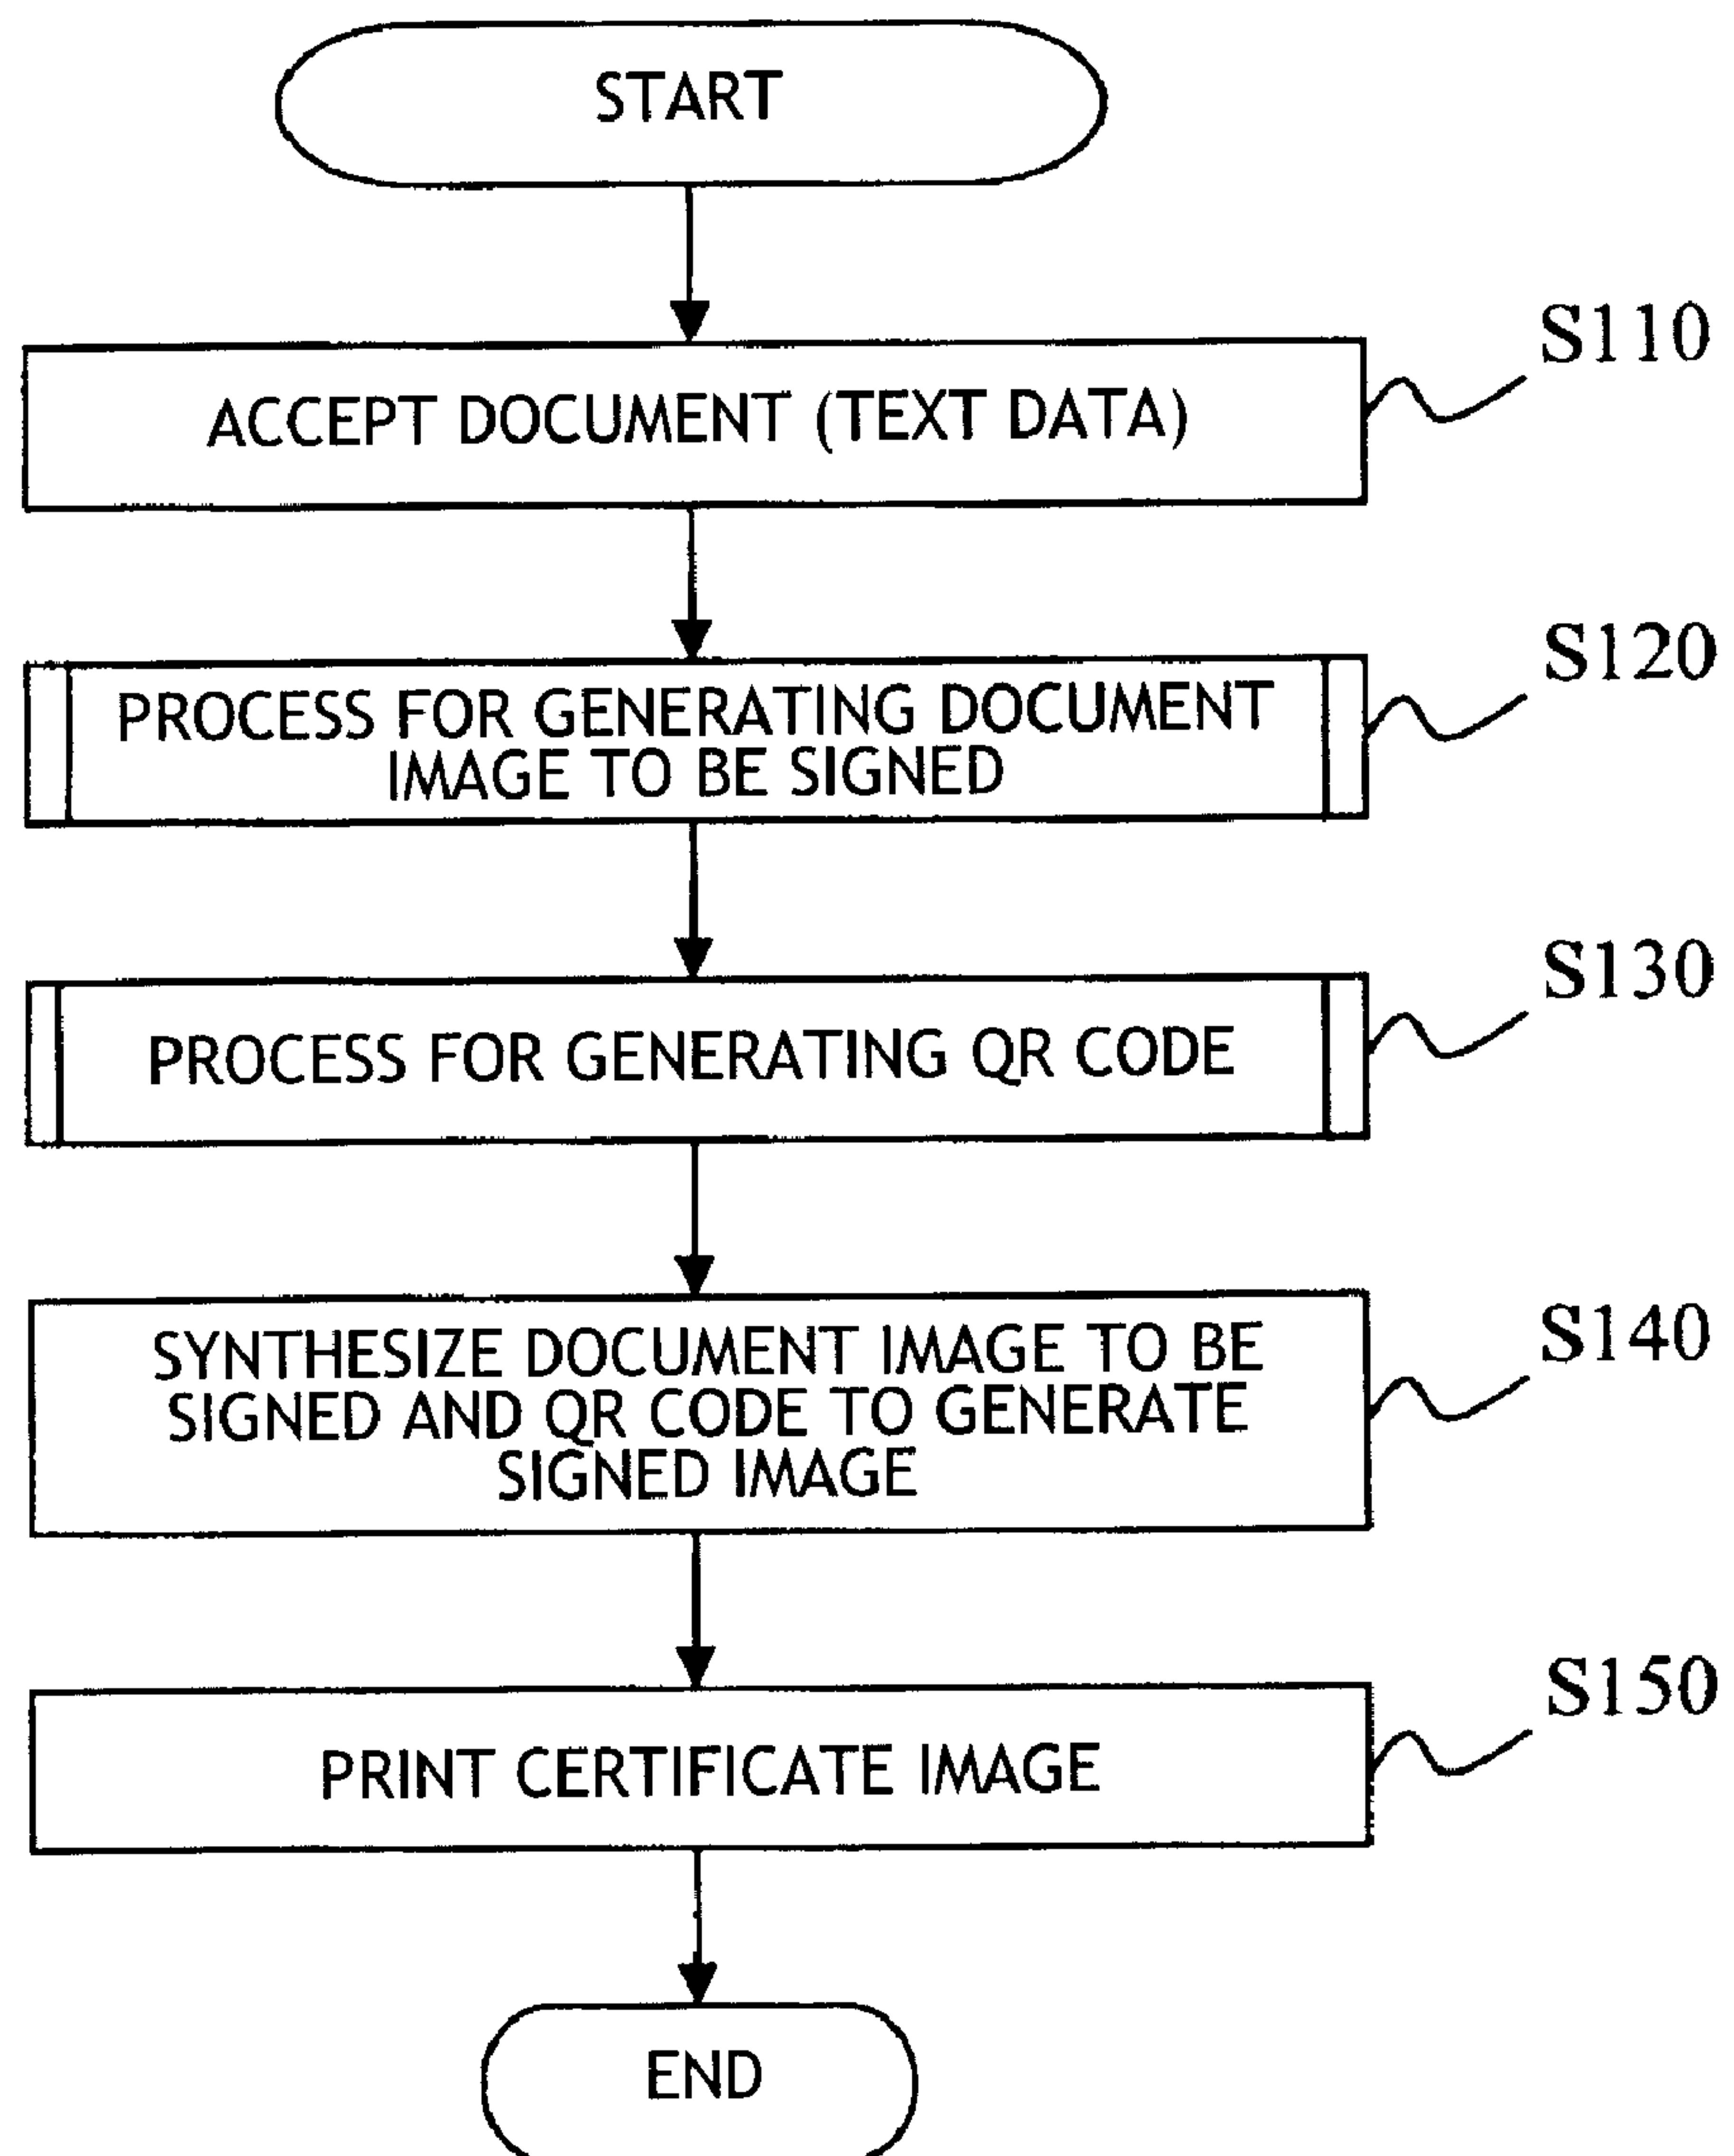 START
S110
ACCEPT DOCUMENT (TEXT DATA)
S120
PROCESS FOR GENERATING DOCUMENT
IMAGE TO BE SIGNED
S130
PROCESS FOR GENERATING QR CODE
S140
SYNTHESIZE DOCUMENT IMAGE TO BE
SIGNED AND QR CODE TO GENERATE
SIGNED IMAGE
S150
PRINT CERTIFICATE IMAGE
END